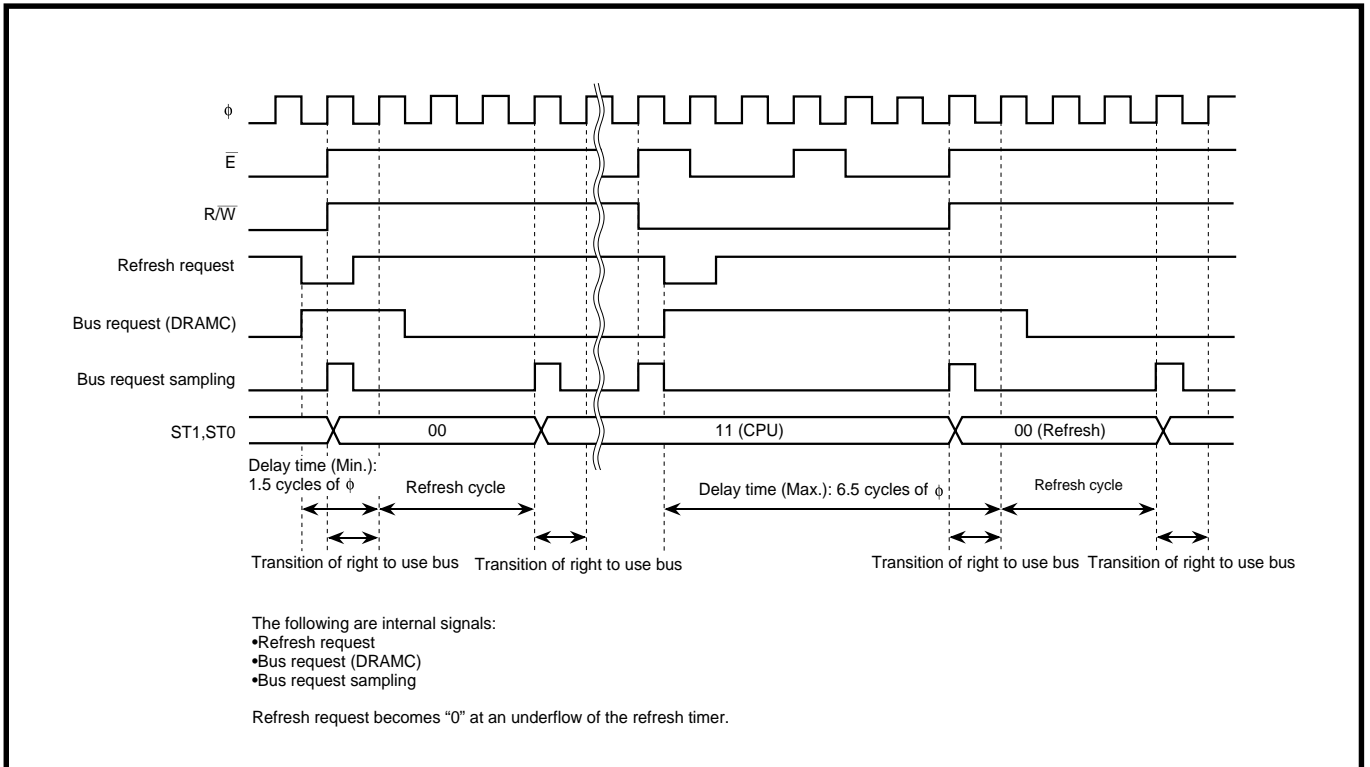 ϕ
E̅
R/W̅
Refresh request
Bus request (DRAMC)
Bus request sampling
ST1,ST0
00
11 (CPU)
00 (Refresh)
Delay time (Min.):
1.5 cycles of ϕ
Refresh cycle
Delay time (Max.): 6.5 cycles of ϕ
Refresh cycle
Transition of right to use bus
Transition of right to use bus
Transition of right to use bus
Transition of right to use bus
The following are internal signals:
•Refresh request
•Bus request (DRAMC)
•Bus request sampling
Refresh request becomes “0” at an underflow of the refresh timer.